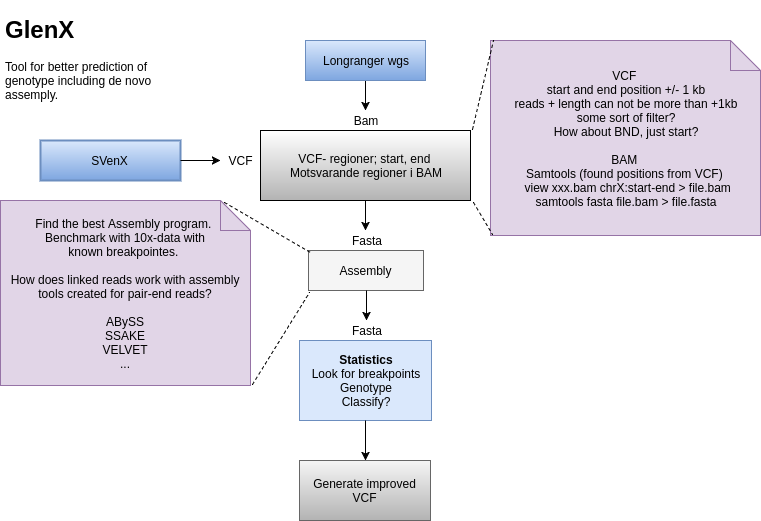 GlenX
Tool for better prediction of
genotype including de novo
assemply.
Longranger wgs
Bam
SVenX
VCF
VCF- regioner; start, end
Motsvarande regioner i BAM
VCF
start and end position +/- 1 kb
reads + length can not be more than +1kb
some sort of filter?
How about BND, just start?
BAM
Samtools (found positions from VCF)
view xxx.bam chrX:start-end > file.bam
samtools fasta file.bam > file.fasta
Find the best Assembly program.
Benchmark with 10x-data with
known breakpointes.
How does linked reads work with assembly
tools created for pair-end reads?
ABySS
SSAKE
VELVET
...
Fasta
Assembly
Fasta
Statistics
Look for breakpoints
Genotype
Classify?
Generate improved
VCF